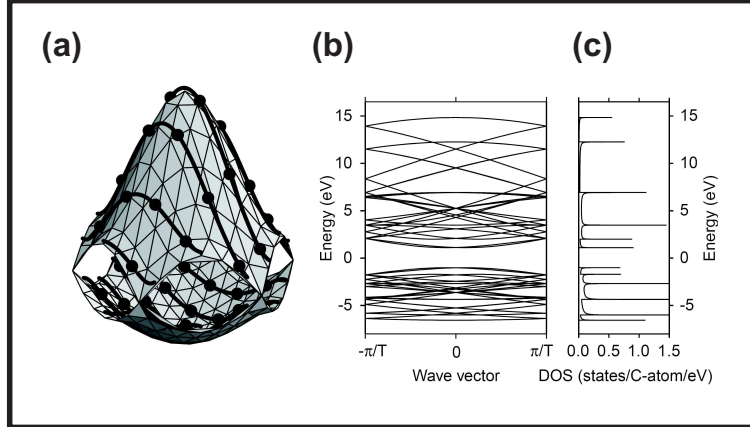 (a)
(b)
(c)
15
10
5
0
-5
Energy (eV)
-π/T
0
π/T
Wave vector
15
10
5
0
-5
Energy (eV)
0.0 0.5 1.0 1.5
DOS (states/C-atom/eV)